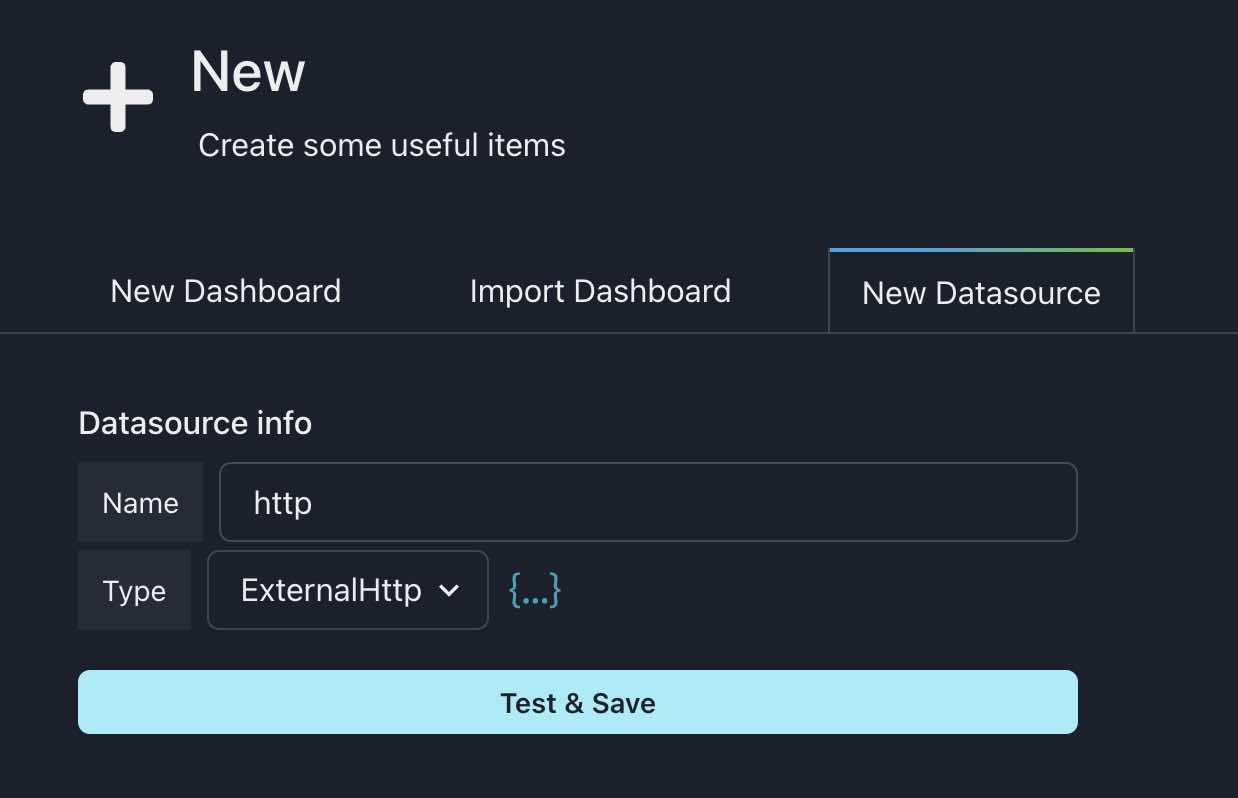 New
Create some useful items
New Dashboard Import Dashboard New Datasource
Datasource info
Name http
Type ExternalHttp {...}
Test & Save